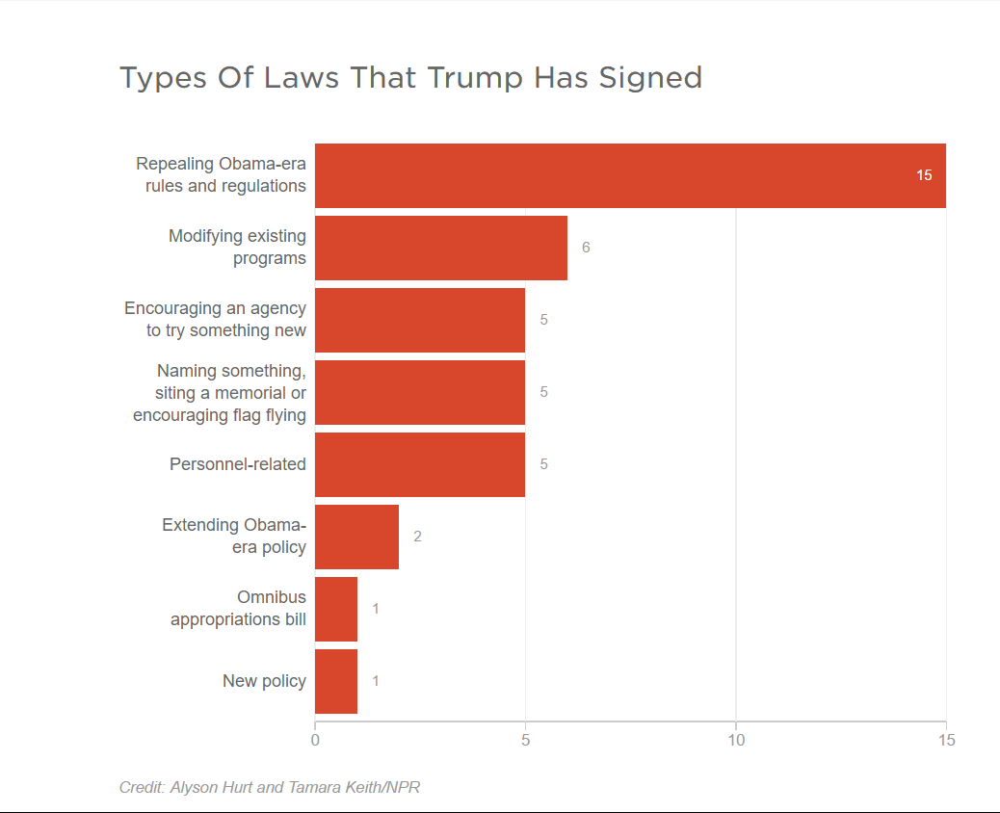 Types Of Laws That Trump Has Signed
Repealing Obama-era
rules and regulations
15
Modifying existing
programs
6
Encouraging an agency
to try something new
5
Naming something,
siting a memorial or
encouraging flag flying
5
Personnel-related
5
Extending Obama-
era policy
2
Omnibus
appropriations bill
1
New policy
1
0 5 10 15
Credit: Alyson Hurt and Tamara Keith/NPR